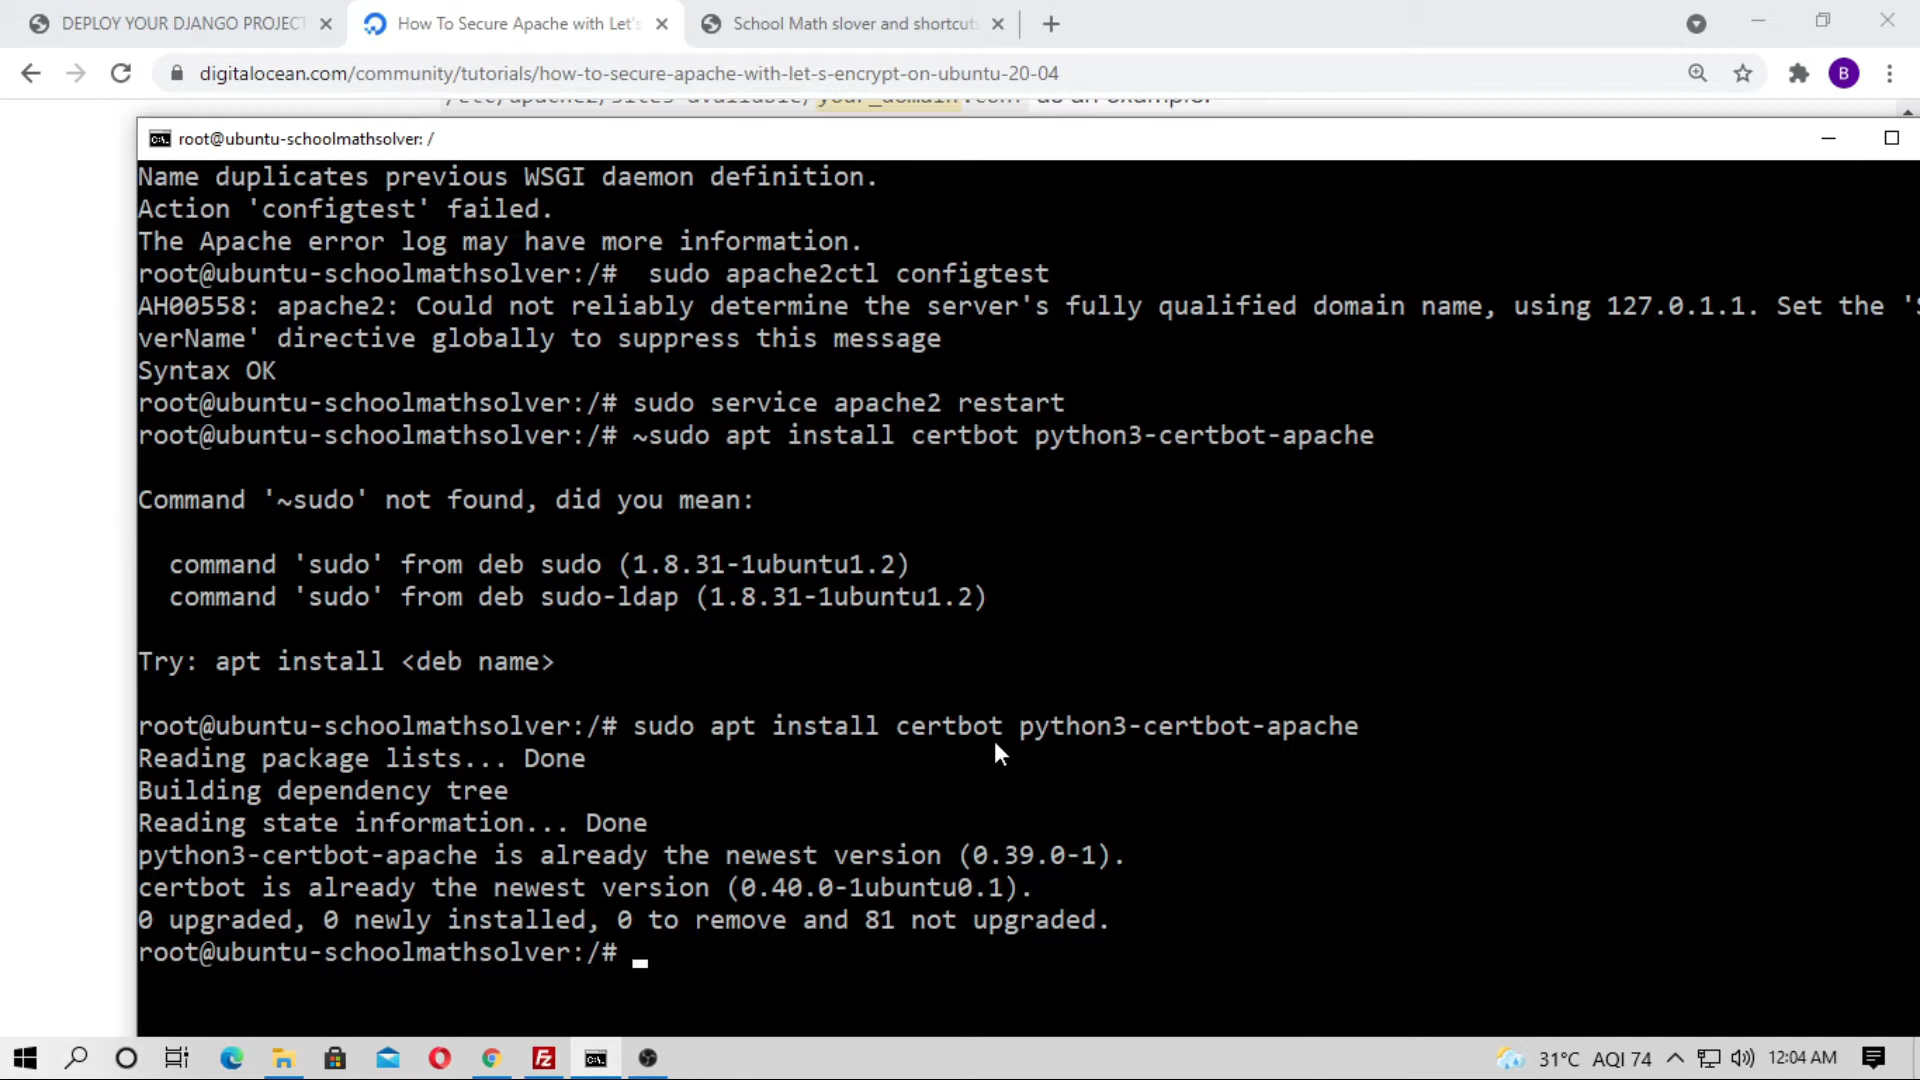 DEPLOY YOUR DJANGO PROJECT
How To Secure Apache with Let's
School Math slover and shortcuts
digitalocean.com/community/tutorials/how-to-secure-apache-with-let-s-encrypt-on-ubuntu-20-04
B
/etc/apache2/sites-available/your_domain.conf as an example:
root@ubuntu-schoolmathsolver: /
Name duplicates previous WSGI daemon definition.
Action 'configtest' failed.
The Apache error log may have more information.
root@ubuntu-schoolmathsolver:/#  sudo apache2ctl configtest
AH00558: apache2: Could not reliably determine the server's fully qualified domain name, using 127.0.1.1. Set the 'S
verName' directive globally to suppress this message
Syntax OK
root@ubuntu-schoolmathsolver:/# sudo service apache2 restart
root@ubuntu-schoolmathsolver:/# ~sudo apt install certbot python3-certbot-apache
Command '~sudo' not found, did you mean:
command 'sudo' from deb sudo (1.8.31-1ubuntu1.2)
command 'sudo' from deb sudo-ldap (1.8.31-1ubuntu1.2)
Try: apt install <deb name>
root@ubuntu-schoolmathsolver:/# sudo apt install certbot python3-certbot-apache
Reading package lists... Done
Building dependency tree
Reading state information... Done
python3-certbot-apache is already the newest version (0.39.0-1).
certbot is already the newest version (0.40.0-1ubuntu0.1).
0 upgraded, 0 newly installed, 0 to remove and 81 not upgraded.
root@ubuntu-schoolmathsolver:/#
31°C AQI 74 12:04 AM